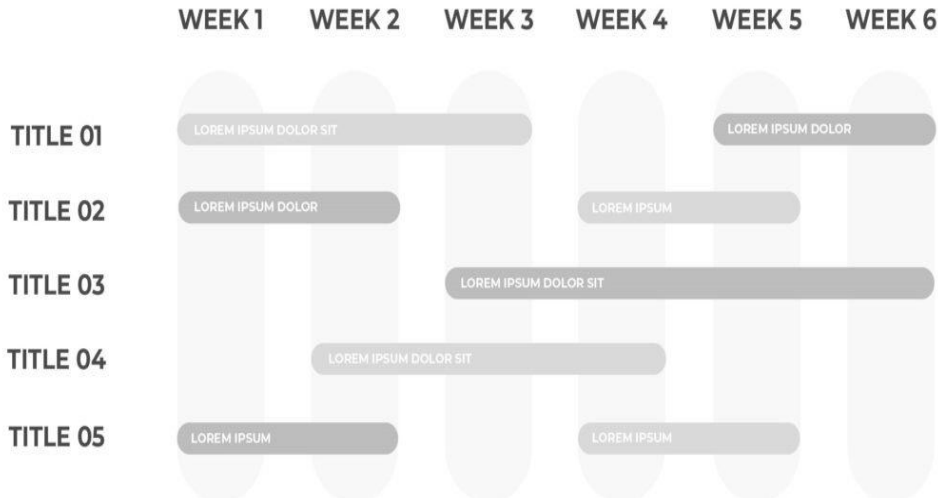 WEEK 1 WEEK 2 WEEK 3 WEEK 4 WEEK 5 WEEK 6
TITLE 01 LOREM IPSUM DOLOR SIT LOREM IPSUM DOLOR
TITLE 02 LOREM IPSUM DOLOR LOREM IPSUM
TITLE 03 LOREM IPSUM DOLOR SIT
TITLE 04 LOREM IPSUM DOLOR SIT
TITLE 05 LOREM IPSUM LOREM IPSUM